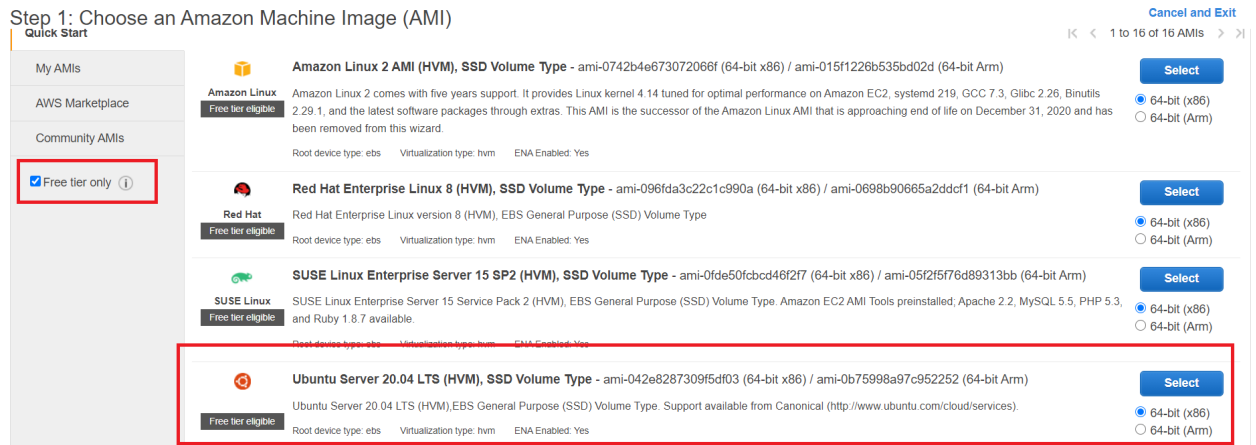 Step 1: Choose an Amazon Machine Image (AMI)
Cancel and Exit
Quick Start
1 to 16 of 16 AMIs
My AMIs
AWS Marketplace
Community AMIs
Free tier only
Amazon Linux
Free tier eligible
Amazon Linux 2 AMI (HVM), SSD Volume Type - ami-0742b4e673072066f (64-bit x86) / ami-015f1226b535bd02d (64-bit Arm)
Amazon Linux 2 comes with five years support. It provides Linux kernel 4.14 tuned for optimal performance on Amazon EC2, systemd 219, GCC 7.3, Glibc 2.26, Binutils
2.29.1, and the latest software packages through extras. This AMI is the successor of the Amazon Linux AMI that is approaching end of life on December 31, 2020 and has
been removed from this wizard.
Root device type: ebs Virtualization type: hvm ENA Enabled: Yes
Select
64-bit (x86)
64-bit (Arm)
Red Hat
Free tier eligible
Red Hat Enterprise Linux 8 (HVM), SSD Volume Type - ami-096fda3c22c1c990a (64-bit x86) / ami-0698b90665a2ddcf1 (64-bit Arm)
Red Hat Enterprise Linux version 8 (HVM), EBS General Purpose (SSD) Volume Type
Root device type: ebs Virtualization type: hvm ENA Enabled: Yes
Select
64-bit (x86)
64-bit (Arm)
SUSE Linux
Free tier eligible
SUSE Linux Enterprise Server 15 SP2 (HVM), SSD Volume Type - ami-0fde50fcbcd46f2f7 (64-bit x86) / ami-05f2f5f76d89313bb (64-bit Arm)
SUSE Linux Enterprise Server 15 Service Pack 2 (HVM), EBS General Purpose (SSD) Volume Type. Amazon EC2 AMI Tools preinstalled; Apache 2.2, MySQL 5.5, PHP 5.3,
and Ruby 1.8.7 available.
Root device type: ebs Virtualization type: hvm ENA Enabled: Yes
Select
64-bit (x86)
64-bit (Arm)
Free tier eligible
Ubuntu Server 20.04 LTS (HVM), SSD Volume Type - ami-042e8287309f5df03 (64-bit x86) / ami-0b75998a97c952252 (64-bit Arm)
Ubuntu Server 20.04 LTS (HVM),EBS General Purpose (SSD) Volume Type. Support available from Canonical (http://www.ubuntu.com/cloud/services).
Root device type: ebs Virtualization type: hvm ENA Enabled: Yes
Select
64-bit (x86)
64-bit (Arm)